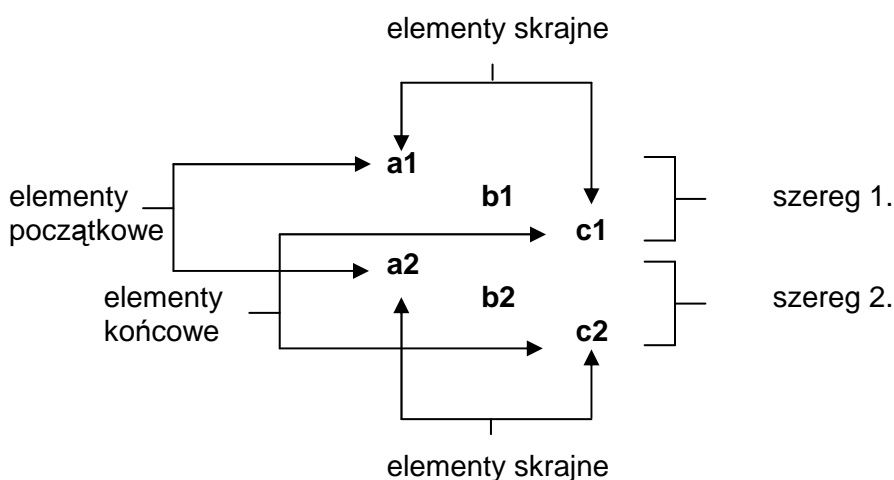 elementy skrajne
a1
elementy
początkowe
b1
szereg 1.
c1
a2
elementy
końcowe
b2
szereg 2.
c2
elementy skrajne